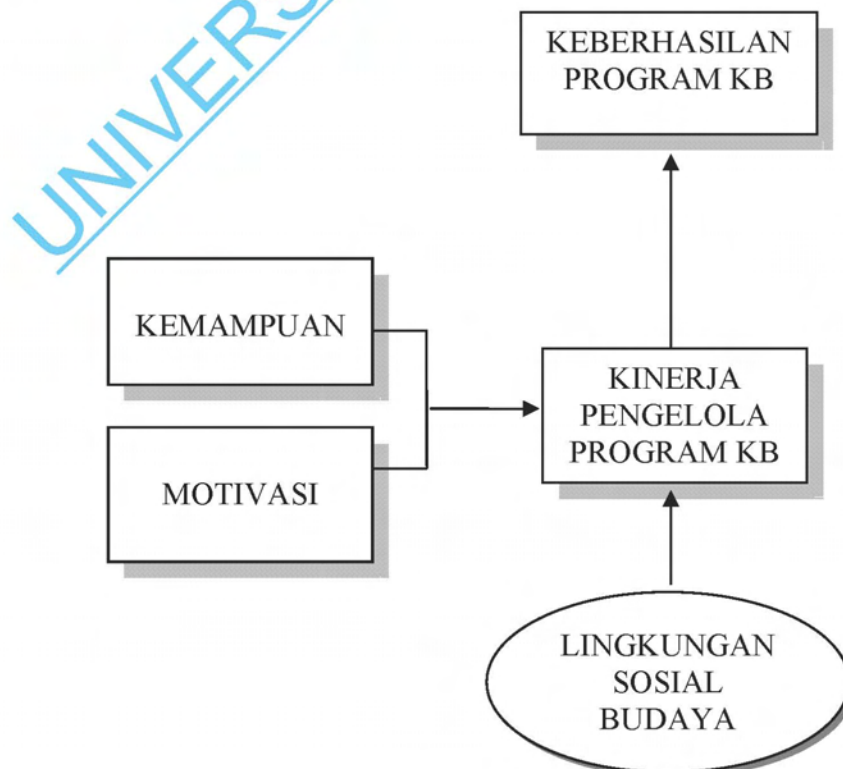 UNIVERS
KEBERHASILAN
PROGRAM KB
KEMAMPUAN
KINERJA
PENGELOLA
PROGRAM KB
MOTIVASI
LINGKUNGAN
SOSIAL
BUDAYA